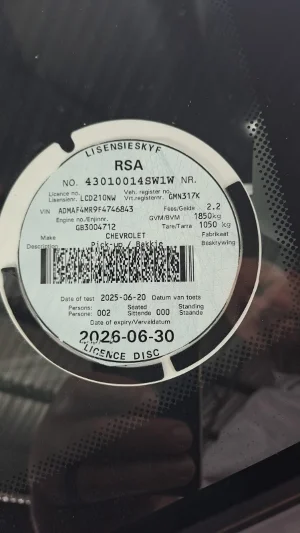 LISENSIESKYF
RSA
NO. 43010014SW1W NR.
Licence no. Veh. register no.
Lisensienr. LCD210NW Vrt.registernr. GMN317K
VIN ADMAF4MR9F4746843 Fees/Gelde 2.2
Engine no./Enjinnr. GVM/BVM 1850kg
GB3004712 Tare/Tarra 1050 kg
Make CHEVROLET Fabrikaat
Description Pick-up / Bakkie Beskrywing
Date of test 2025-06-20 Datum van toets
Persons: Seated Standing
Persone: 002 Sittende 000 Staande
Date of expiry/Vervaldatum
2026-06-30
LICENCE DISC